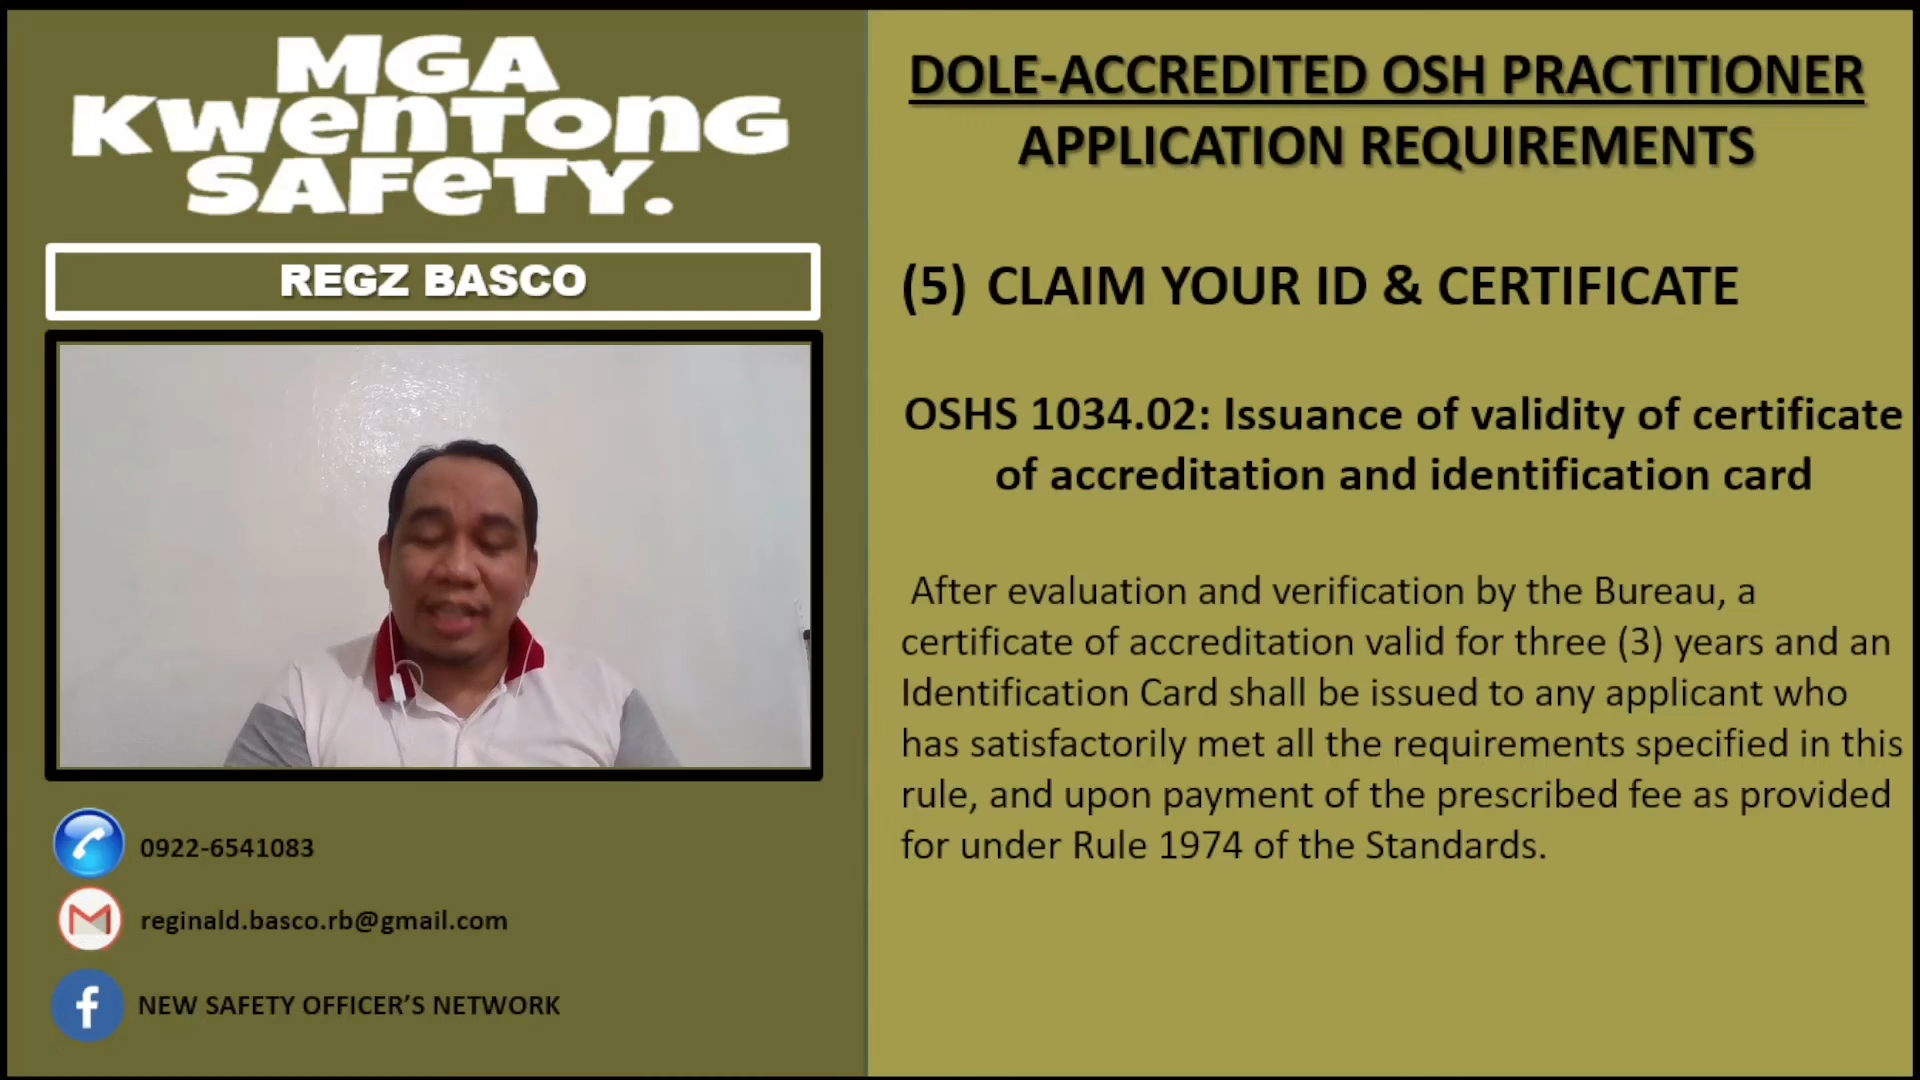 MGA
KWENTONG
SAFETY.
REGZ BASCO
0922-6541083
reginald.basco.rb@gmail.com
NEW SAFETY OFFICER'S NETWORK
DOLE-ACCREDITED OSH PRACTITIONER
APPLICATION REQUIREMENTS
(5) CLAIM YOUR ID & CERTIFICATE
OSHS 1034.02: Issuance of validity of certificate
of accreditation and identification card
After evaluation and verification by the Bureau, a
certificate of accreditation valid for three (3) years and an
Identification Card shall be issued to any applicant who
has satisfactorily met all the requirements specified in this
rule, and upon payment of the prescribed fee as provided
for under Rule 1974 of the Standards.